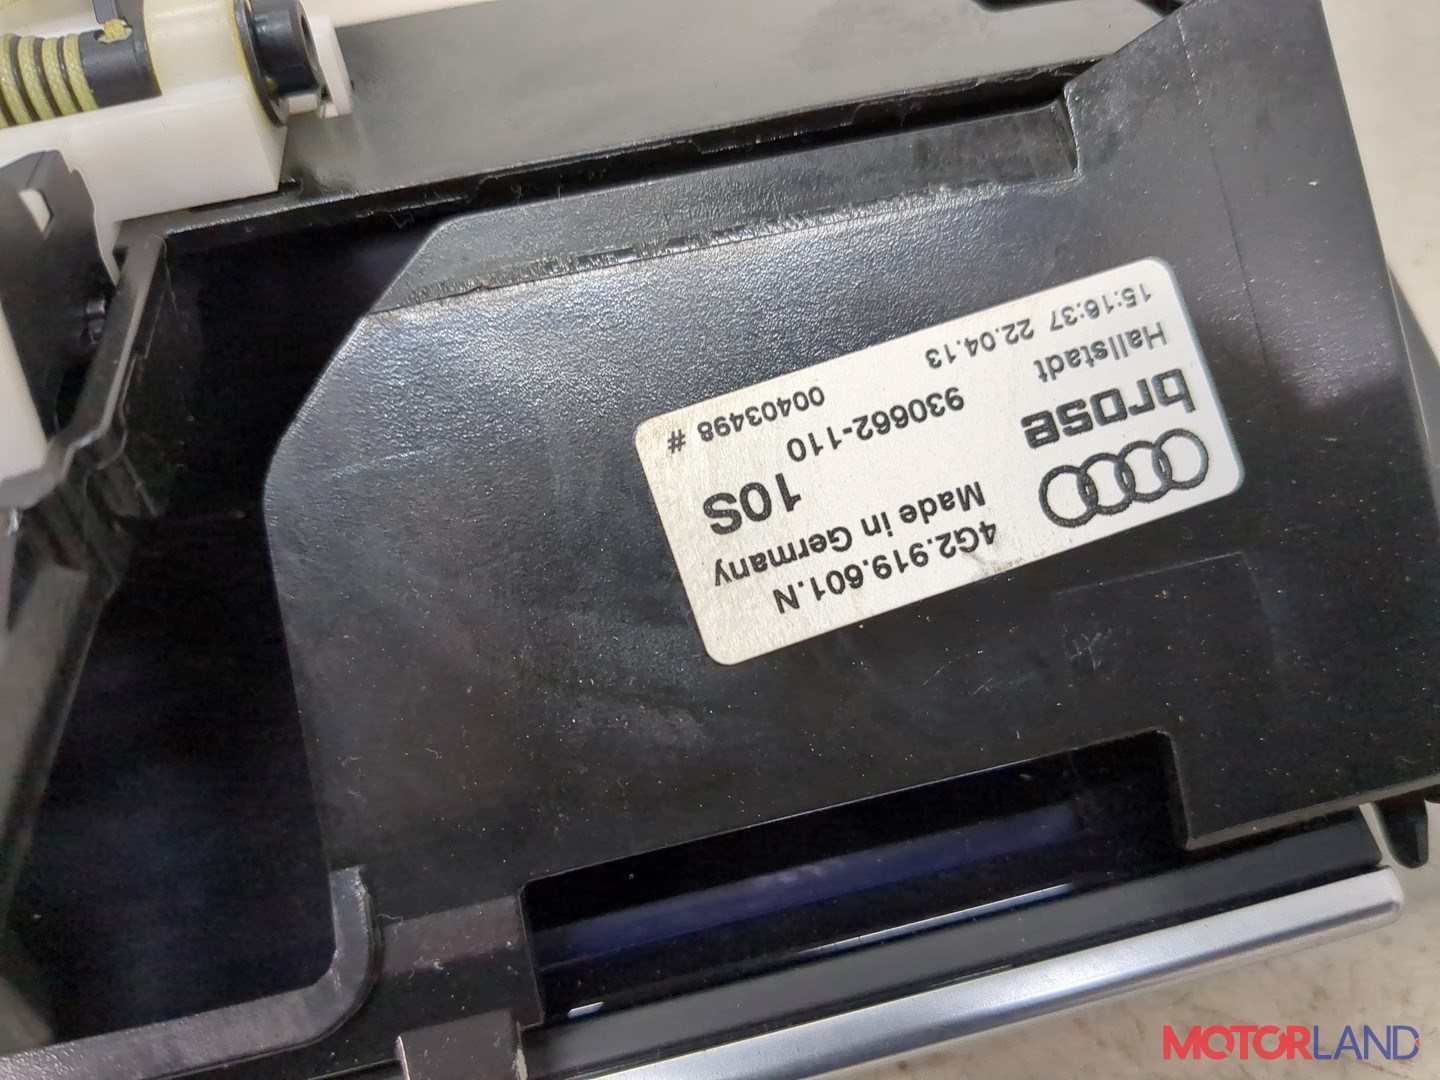 4G2.919.601.N
Made in Germany
10S
brose
930662-110
Hallstadt
00403498 #
15:16:37 22.04.13
MOTORLAND